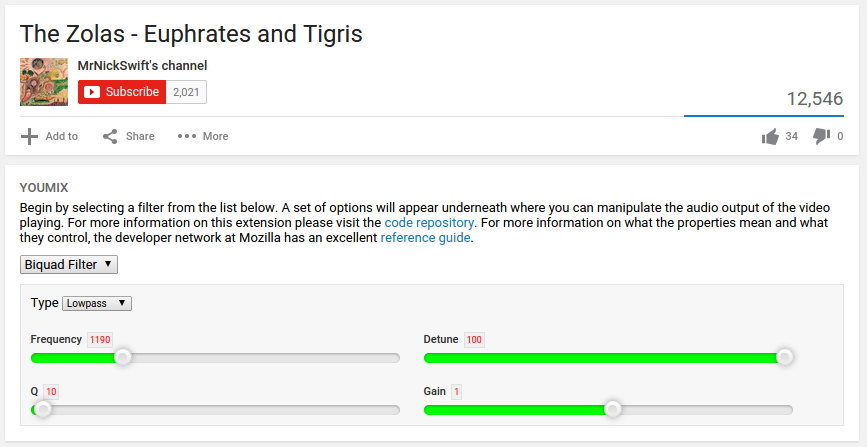 The Zolas - Euphrates and Tigris
MrNickSwift's channel
Subscribe 2,021
12,546
Add to Share More 34 0
YOUMIX
Begin by selecting a filter from the list below. A set of options will appear underneath where you can manipulate the audio output of the video
playing. For more information on this extension please visit the code repository. For more information on what the properties mean and what
they control, the developer network at Mozilla has an excellent reference guide.
Biquad Filter
Type Lowpass
Frequency 1190 Detune 100
Q 10 Gain 1